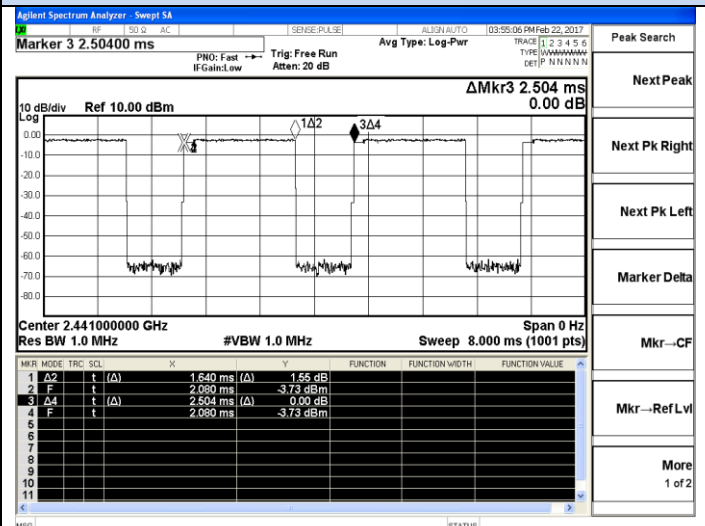 Agilent Spectrum Analyzer - Swept SA
RF 50 Ω AC SENSE:PULSE ALIGN AUTO 03:55:06 PM Feb 22, 2017
Marker 3 2.50400 ms Avg Type: Log-Pwr TRACE 1 2 3 4 5 6
PNO: Fast Trig: Free Run TYPE
IFGain:Low Atten: 20 dB DET P N N N N N
ΔMkr3 2.504 ms
0.00 dB
10 dB/div Ref 10.00 dBm
Log
1Δ2 3Δ4
0.00
-10.0
-20.0
-30.0
-40.0
-50.0
-60.0
-70.0
-80.0
Center 2.441000000 GHz Span 0 Hz
Res BW 1.0 MHz #VBW 1.0 MHz Sweep 8.000 ms (1001 pts)
MKR MODE TRC SCL X Y FUNCTION FUNCTION WIDTH FUNCTION VALUE
1 Δ2 t (Δ) 1.640 ms (Δ) 1.55 dB
2 F t 2.080 ms -3.73 dBm
3 Δ4 t (Δ) 2.504 ms (Δ) 0.00 dB
4 F t 2.080 ms -3.73 dBm
5
6
7
8
9
10
11
MSG STATUS
Peak Search
Next Peak
Next Pk Right
Next Pk Left
Marker Delta
Mkr→CF
Mkr→Ref Lvl
More
1 of 2